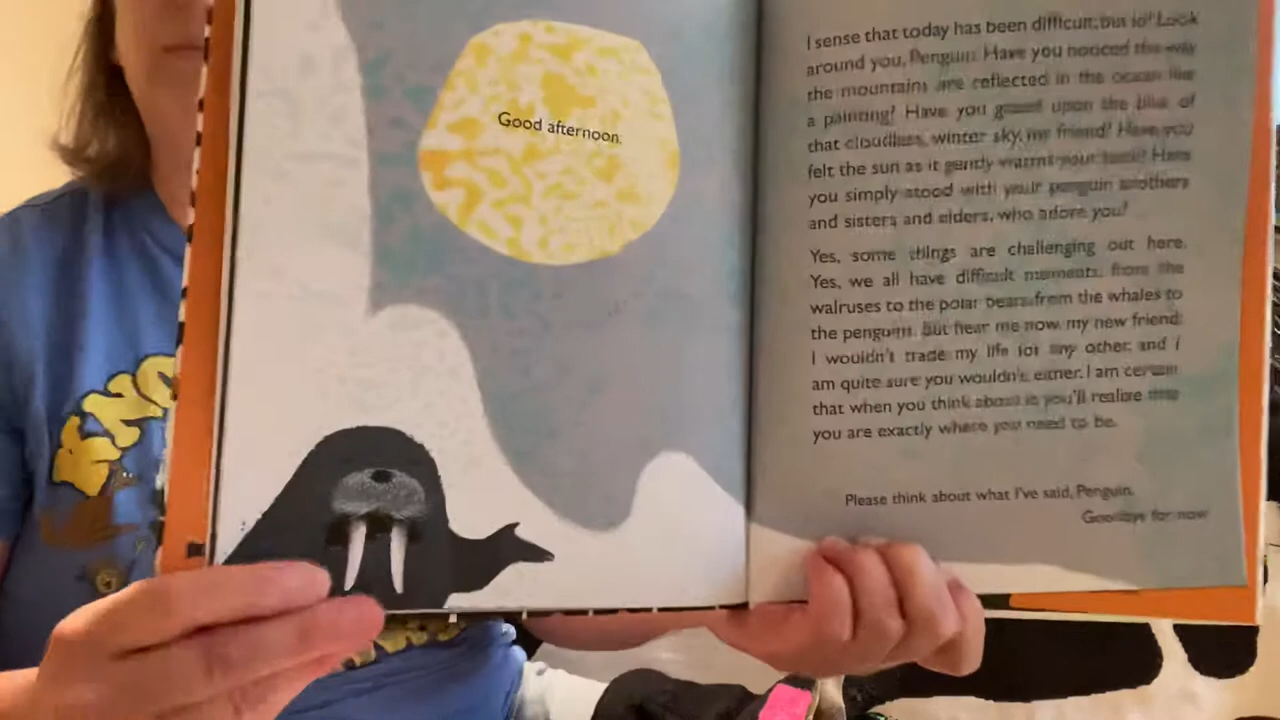 Good afternoon.
I sense that today has been difficult, but lo! Look
around you, Penguin. Have you noticed the way
the mountains are reflected in the ocean like
a painting? Have you gazed upon the blue of
that cloudless, winter sky, my friend? Have you
felt the sun as it gently warms your back? Have
you simply stood with your penguin brothers
and sisters and elders, who adore you?
Yes, some things are challenging out here.
Yes, we all have difficult moments, from the
walruses to the polar bears, from the whales to
the penguins. But hear me now, my new friend:
I wouldn't trade my life for any other, and I
am quite sure you wouldn't, either. I am certain
that when you think about it, you'll realize that
you are exactly where you need to be.
Please think about what I've said, Penguin.
Goodbye for now